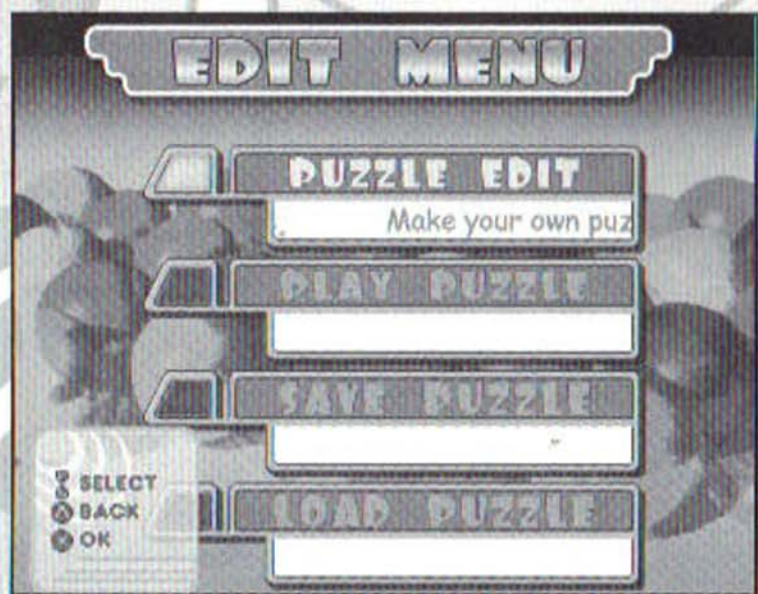 EDIT MENU
PUZZLE EDIT
Make your own puz
PLAY PUZZLE
SAVE PUZZLE
LOAD PUZZLE
SELECT
BACK
OK